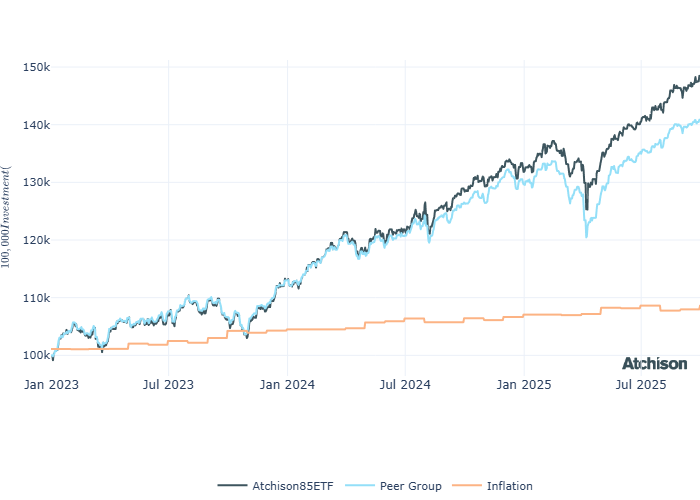 150k
140k
130k
120k
110k
100k
100,000Investment(
Jan 2023
Jul 2023
Jan 2024
Jul 2024
Jan 2025
Jul 2025
Atchison
Atchison85ETF
Peer Group
Inflation